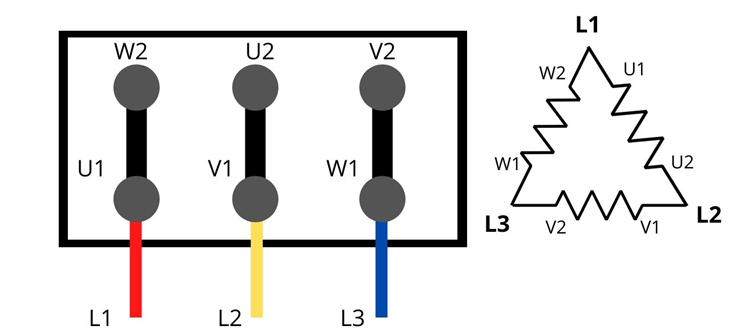 W2 U2 V2
U1 V1 W1
L1 L2 L3
L1
W2 U1
W1 U2
L3 V2 V1 L2